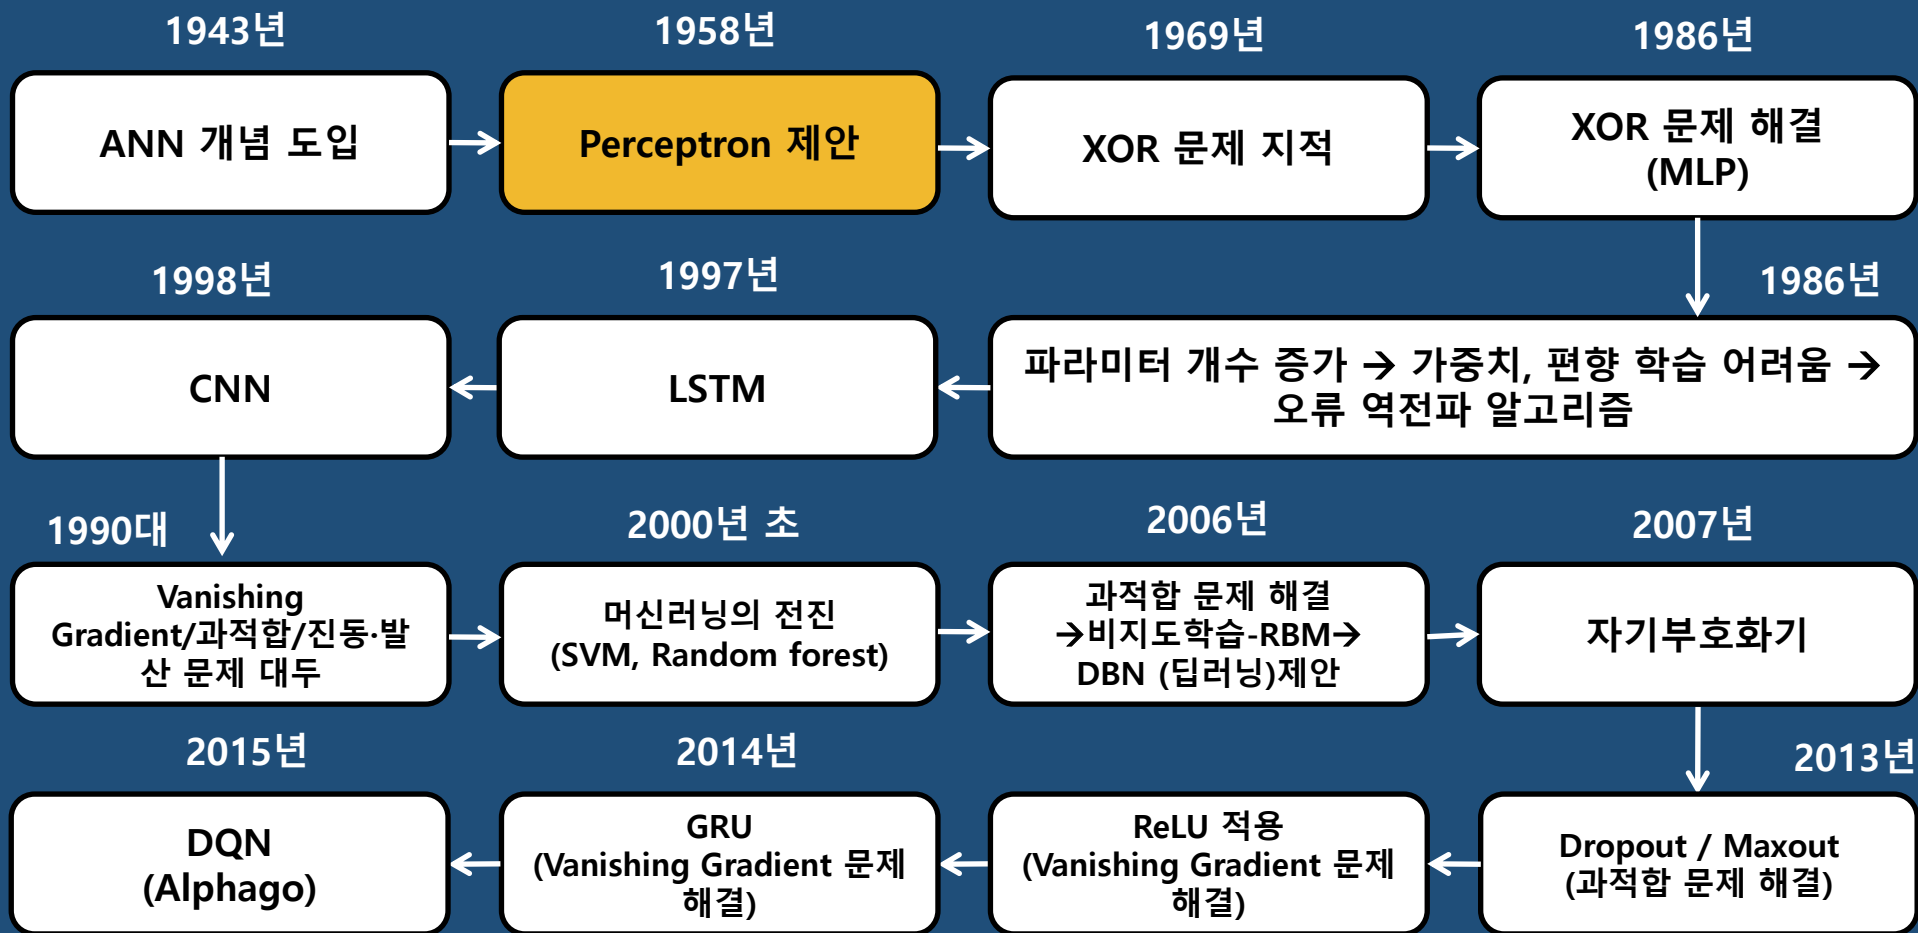 1943년
ANN 개념 도입
1958년
Perceptron 제안
1969년
XOR 문제 지적
1986년
XOR 문제 해결
(MLP)
1986년
파라미터 개수 증가 → 가중치, 편향 학습 어려움 →
오류 역전파 알고리즘
1997년
LSTM
1998년
CNN
1990대
Vanishing
Gradient/과적합/진동·발
산 문제 대두
2000년 초
머신러닝의 전진
(SVM, Random forest)
2006년
과적합 문제 해결
→비지도학습-RBM→
DBN (딥러닝)제안
2007년
자기부호화기
2013년
Dropout / Maxout
(과적합 문제 해결)
ReLU 적용
(Vanishing Gradient 문제
해결)
2014년
GRU
(Vanishing Gradient 문제
해결)
2015년
DQN
(Alphago)